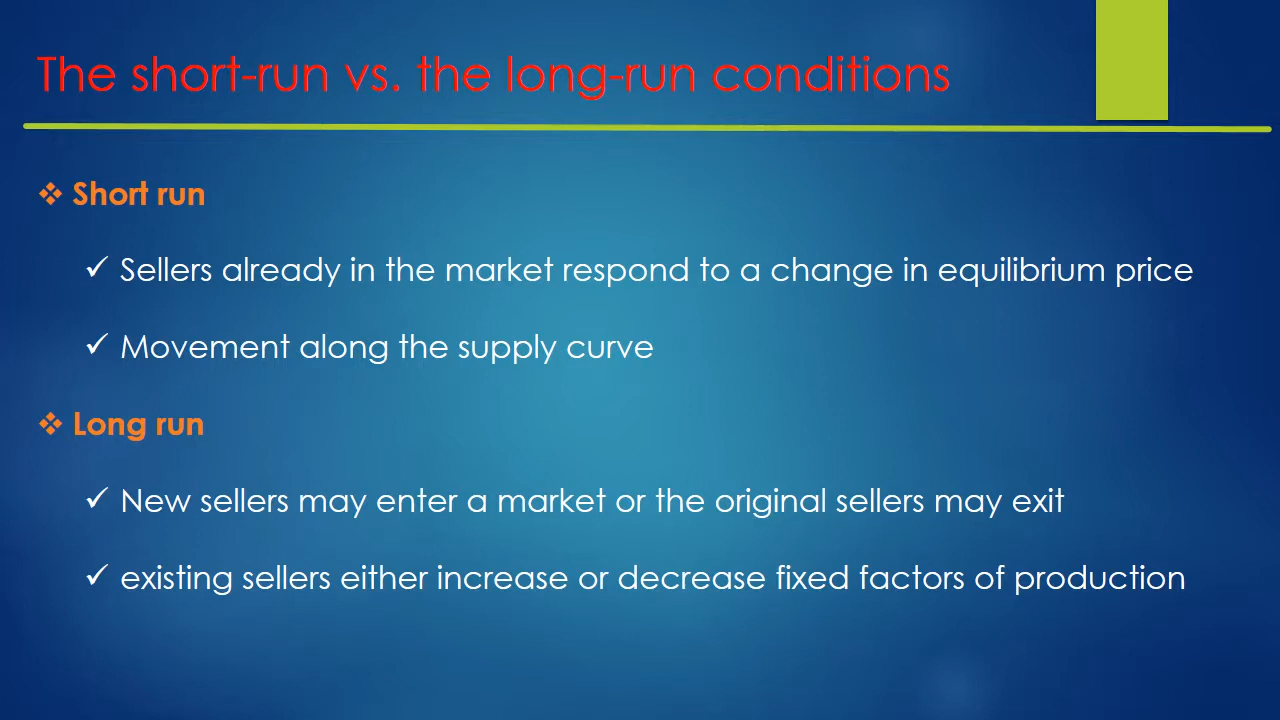 The short-run vs. the long-run conditions
❖ Short run
✓ Sellers already in the market respond to a change in equilibrium price
✓ Movement along the supply curve
❖ Long run
✓ New sellers may enter a market or the original sellers may exit
✓ existing sellers either increase or decrease fixed factors of production